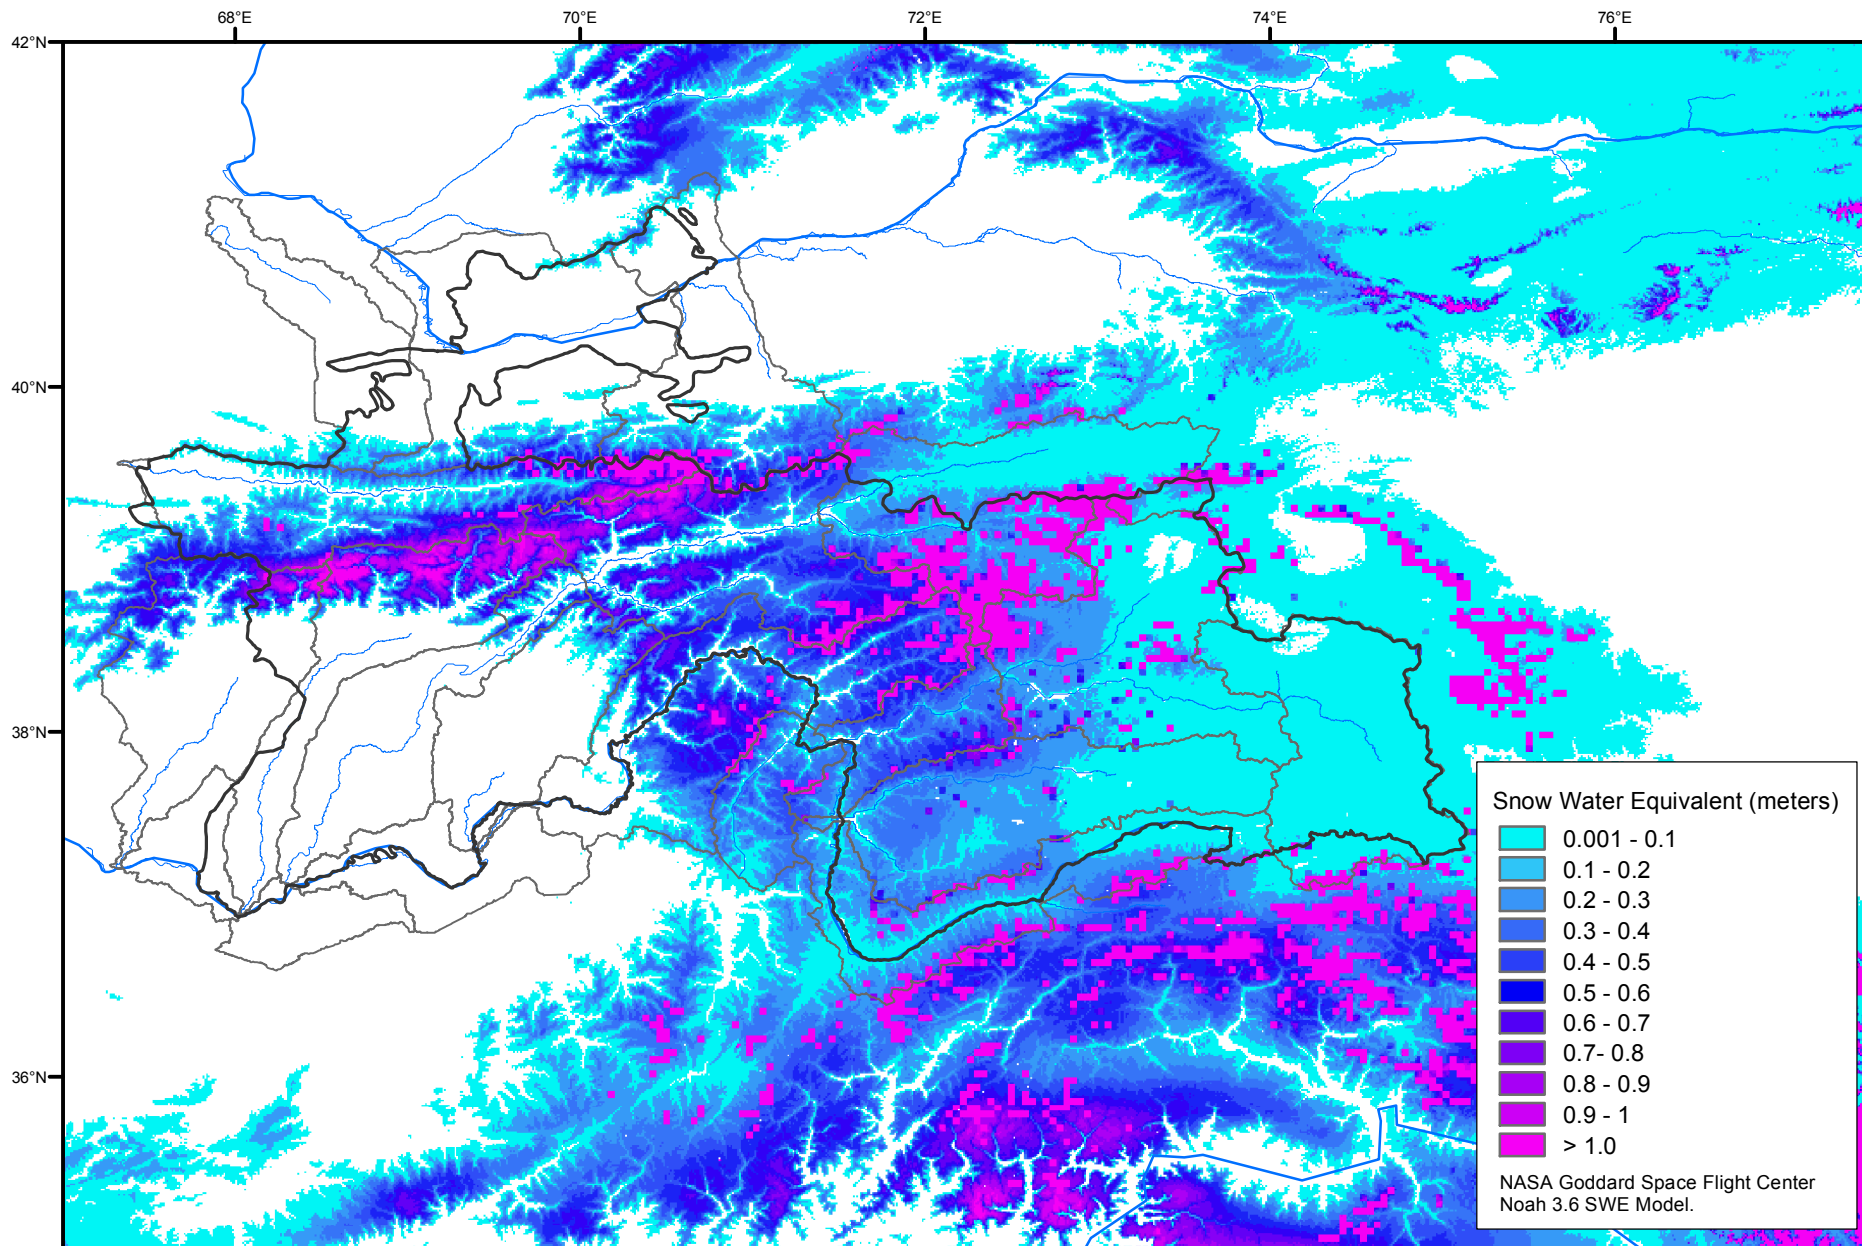 68°E 70°E 72°E 74°E 76°E
42°N
40°N
38°N
36°N
Snow Water Equivalent (meters)
0.001 - 0.1
0.1 - 0.2
0.2 - 0.3
0.3 - 0.4
0.4 - 0.5
0.5 - 0.6
0.6 - 0.7
0.7- 0.8
0.8 - 0.9
0.9 - 1
> 1.0
NASA Goddard Space Flight Center
Noah 3.6 SWE Model.